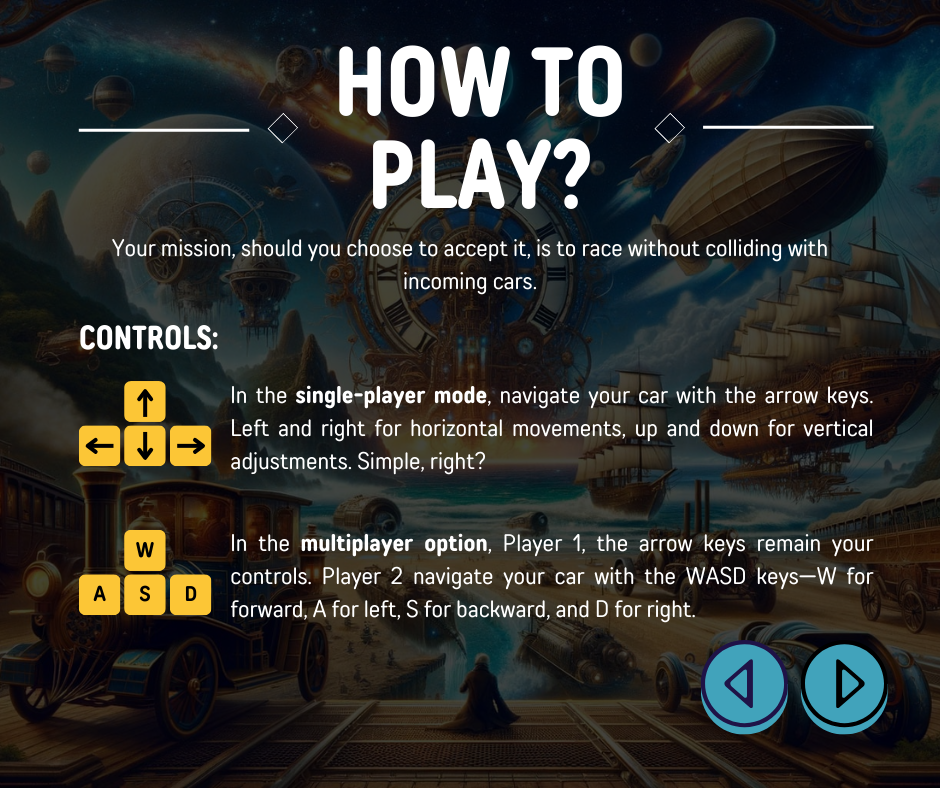 HOW TO
PLAY?
Your mission, should you choose to accept it, is to race without colliding with
incoming cars.
CONTROLS:
In the single-player mode, navigate your car with the arrow keys.
Left and right for horizontal movements, up and down for vertical
adjustments. Simple, right?
W
A S D
In the multiplayer option, Player 1, the arrow keys remain your
controls. Player 2 navigate your car with the WASD keys—W for
forward, A for left, S for backward, and D for right.